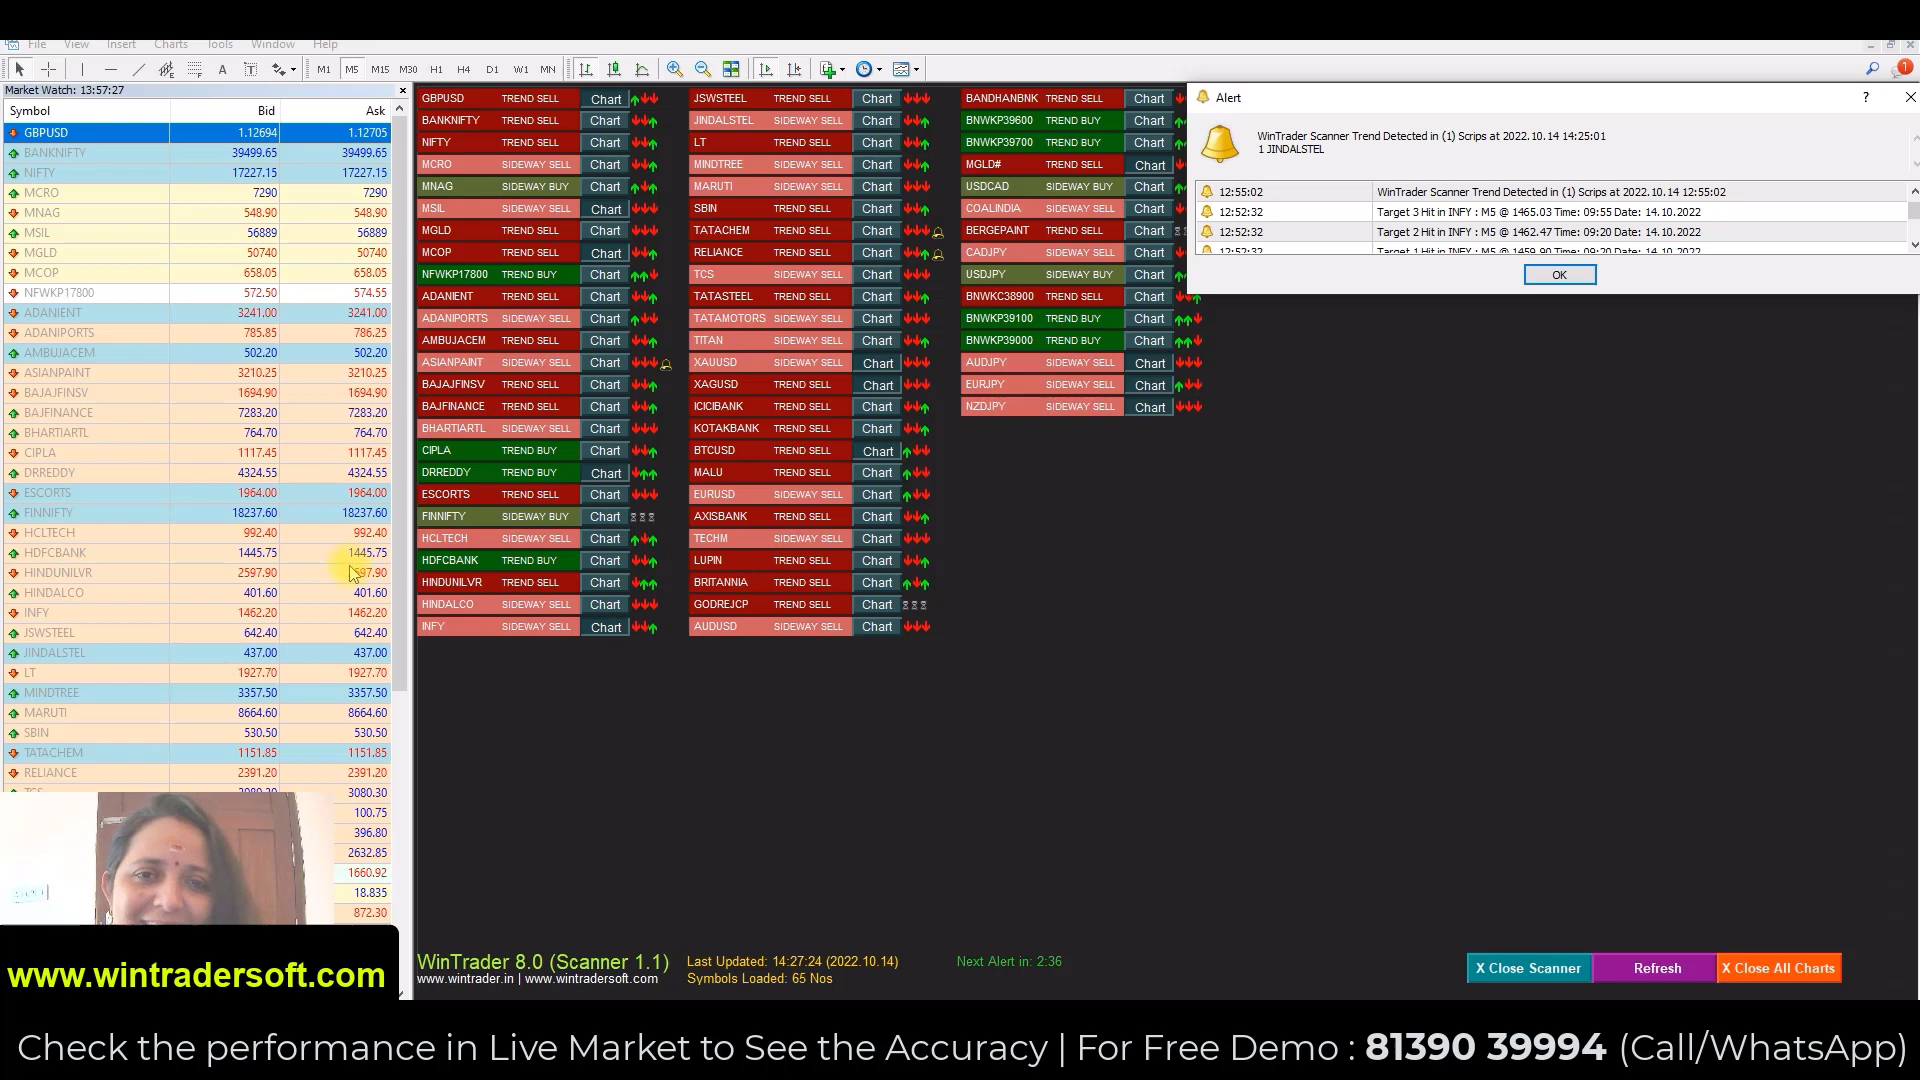 File View Insert Charts Tools Window Help
M1 M5 M15 M30 H1 H4 D1 W1 MN 1
Market Watch: 13:57:27
Symbol Bid Ask
GBPUSD 1.12694 1.12705
BANKNIFTY 39499.65 39499.65
NIFTY 17227.15 17227.15
MCRO 7290 7290
MNAG 548.90 548.90
MSIL 56889 56889
MGLD 50740 50740
MCOP 658.05 658.05
NFWKP17800 572.50 574.55
ADANIENT 3241.00 3241.00
ADANIPORTS 785.85 786.25
AMBUJACEM 502.20 502.20
ASIANPAINT 3210.25 3210.25
BAJAJFINSV 1694.90 1694.90
BAJFINANCE 7283.20 7283.20
BHARTIARTL 764.70 764.70
CIPLA 1117.45 1117.45
DRREDDY 4324.55 4324.55
ESCORTS 1964.00 1964.00
FINNIFTY 18237.60 18237.60
HCLTECH 992.40 992.40
HDFCBANK 1445.75 1445.75
HINDUNILVR 2597.90
HINDALCO 401.60 401.60
INFY 1462.20 1462.20
JSWSTEEL 642.40 642.40
JINDALSTEL 437.00 437.00
LT 1927.70 1927.70
MINDTREE 3357.50 3357.50
MARUTI 8664.60 8664.60
SBIN 530.50 530.50
TATACHEM 1151.85 1151.85
RELIANCE 2391.20 2391.20
3080.30
100.75
396.80
2632.85
1660.92
18.835
872.30
GBPUSD TREND SELL Chart
BANKNIFTY TREND SELL Chart
NIFTY TREND SELL Chart
MCRO SIDEWAY SELL Chart
MNAG SIDEWAY BUY Chart
MSIL SIDEWAY SELL Chart
MGLD TREND SELL Chart
MCOP TREND SELL Chart
NFWKP17800 TREND BUY Chart
ADANIENT TREND SELL Chart
ADANIPORTS SIDEWAY SELL Chart
AMBUJACEM TREND SELL Chart
ASIANPAINT SIDEWAY SELL Chart
BAJAJFINSV TREND SELL Chart
BAJFINANCE TREND SELL Chart
BHARTIARTL SIDEWAY SELL Chart
CIPLA TREND BUY Chart
DRREDDY TREND BUY Chart
ESCORTS TREND SELL Chart
FINNIFTY SIDEWAY BUY Chart
HCLTECH SIDEWAY SELL Chart
HDFCBANK TREND BUY Chart
HINDUNILVR TREND SELL Chart
HINDALCO SIDEWAY SELL Chart
INFY SIDEWAY SELL Chart
JSWSTEEL TREND SELL Chart
JINDALSTEL SIDEWAY SELL Chart
LT TREND SELL Chart
MINDTREE SIDEWAY SELL Chart
MARUTI SIDEWAY SELL Chart
SBIN TREND SELL Chart
TATACHEM TREND SELL Chart
RELIANCE TREND SELL Chart
TCS SIDEWAY SELL Chart
TATASTEEL TREND SELL Chart
TATAMOTORS SIDEWAY SELL Chart
TITAN SIDEWAY SELL Chart
XAUUSD SIDEWAY SELL Chart
XAGUSD TREND SELL Chart
ICICIBANK TREND SELL Chart
KOTAKBANK TREND SELL Chart
BTCUSD TREND SELL Chart
MALU TREND SELL Chart
EURUSD SIDEWAY SELL Chart
AXISBANK TREND SELL Chart
TECHM SIDEWAY SELL Chart
LUPIN TREND SELL Chart
BRITANNIA TREND SELL Chart
GODREJCP TREND SELL Chart
AUDUSD TREND SELL Chart
BANDHANBNK TREND SELL Chart
BNWKP39600 TREND BUY Chart
BNWKP39700 TREND BUY Chart
MGLD# TREND SELL Chart
USDCAD SIDEWAY BUY Chart
COALINDIA SIDEWAY SELL Chart
BERGEPAINT TREND SELL Chart
CADJPY SIDEWAY SELL Chart
USDJPY SIDEWAY BUY Chart
BNWKC38900 TREND SELL Chart
BNWKP39100 TREND BUY Chart
BNWKP39000 TREND BUY Chart
AUDJPY SIDEWAY SELL Chart
EURJPY SIDEWAY SELL Chart
NZDJPY SIDEWAY SELL Chart
Alert ?
WinTrader Scanner Trend Detected in (1) Scrips at 2022.10.14 14:25:01
1 JINDALSTEL
12:55:02 WinTrader Scanner Trend Detected in (1) Scrips at 2022.10.14 12:55:02
12:52:32 Target 3 Hit in INFY : M5 @ 1465.03 Time: 09:55 Date: 14.10.2022
12:52:32 Target 2 Hit in INFY : M5 @ 1462.47 Time: 09:20 Date: 14.10.2022
12:52:32 Target 1 Hit in INFY : M5 @ 1459.90 Time: 09:20 Date: 14.10.2022
OK
WinTrader 8.0 (Scanner 1.1)
www.wintrader.in | www.wintradersoft.com
Last Updated: 14:27:24 (2022.10.14)
Symbols Loaded: 65 Nos
Next Alert in: 2:36
X Close Scanner Refresh X Close All Charts
www.wintradersoft.com
Check the performance in Live Market to See the Accuracy | For Free Demo : 81390 39994 (Call/WhatsApp)